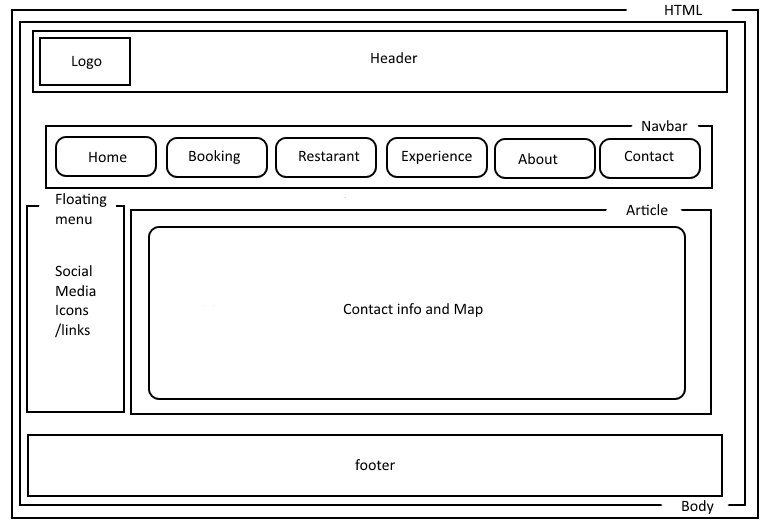 HTML
Logo
Header
Navbar
Home
Booking
Restarant
Experience
About
Contact
Floating
menu
Article
Social
Media
Icons
/links
Contact info and Map
footer
Body